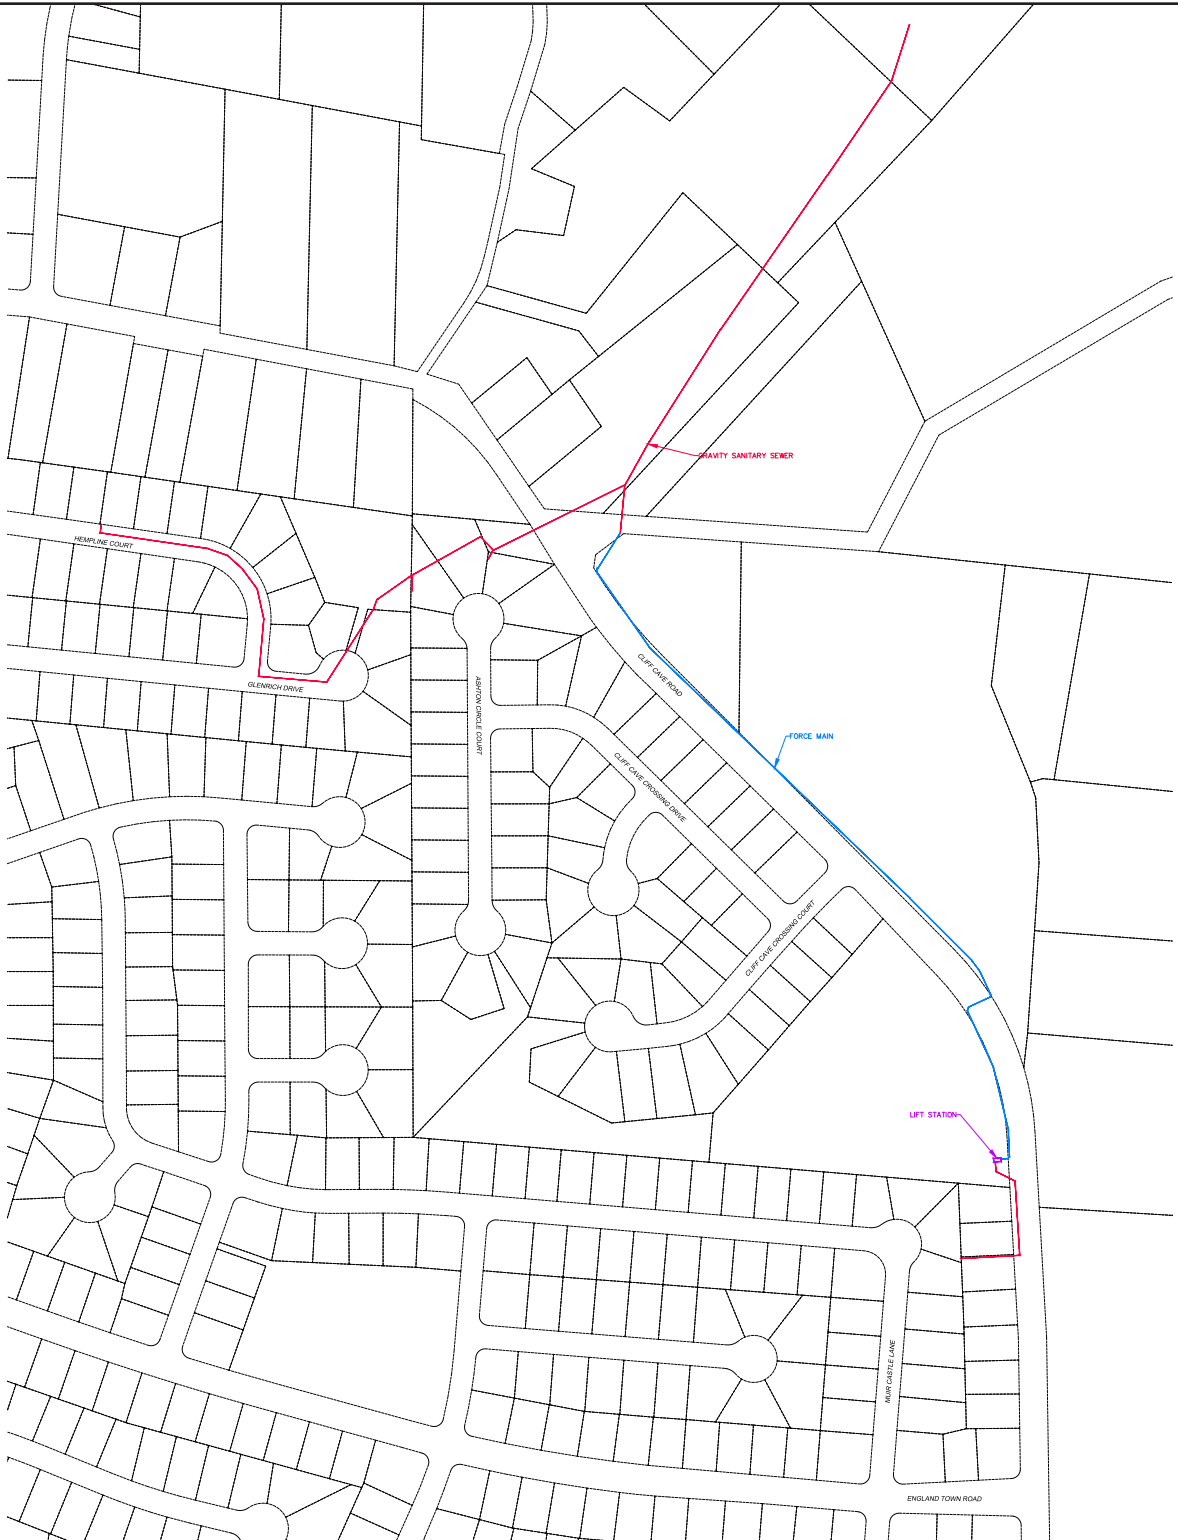 GRAVITY SANITARY SEWER
HEMPLINE COURT
GLENRICH DRIVE
CLIFF CAVE ROAD
ASHTON CIRCLE COURT
FORCE MAIN
CLIFF CAVE CROSSING DRIVE
CLIFF CAVE CROSSING COURT
LIFT STATION
MUIR CASTLE LANE
ENGLAND TOWN ROAD